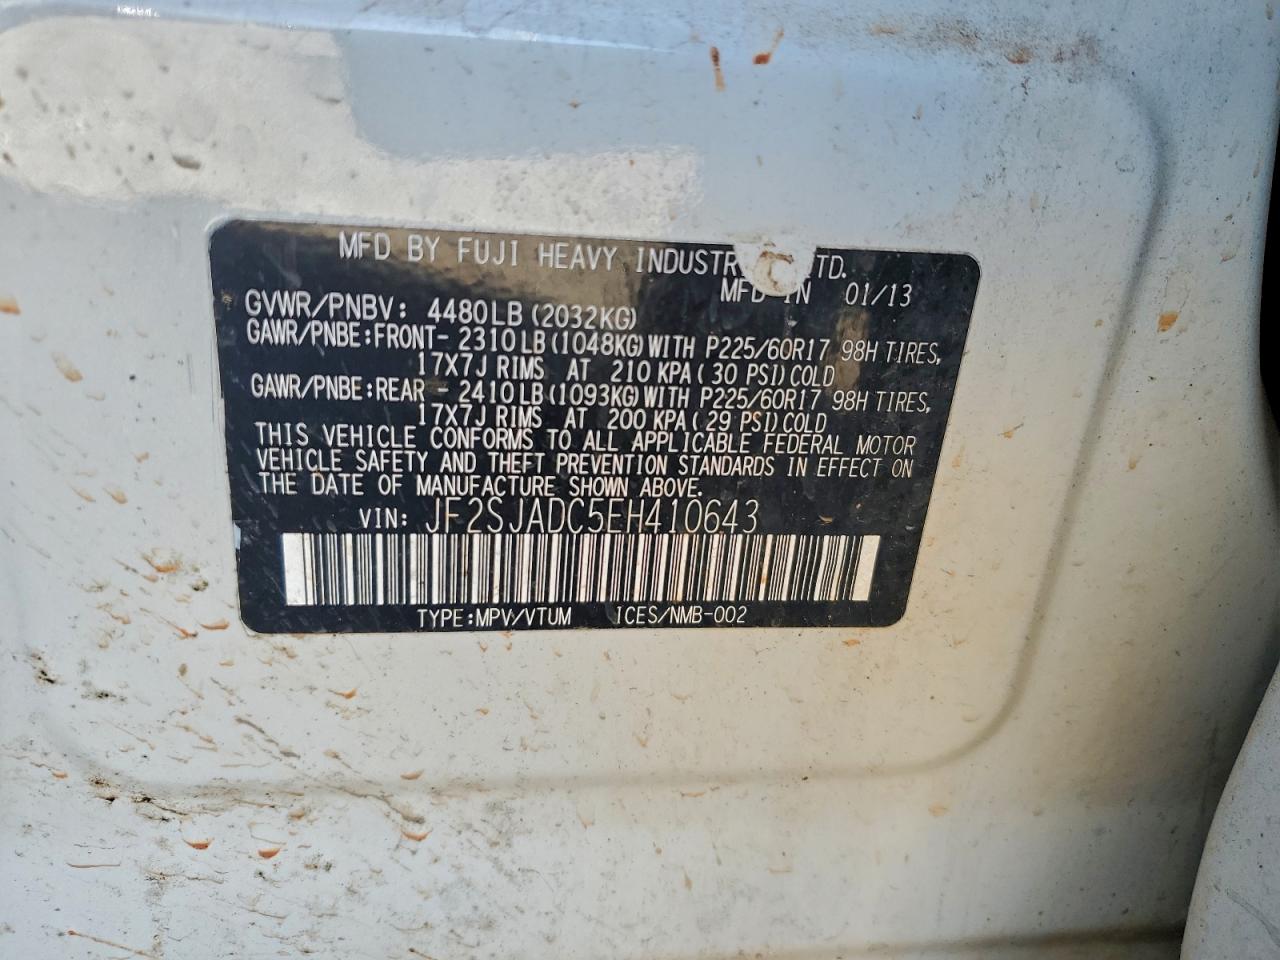 MFD BY FUJI HEAVY INDUSTR TD.
MFD IN 01/13
GVWR/PNBV: 4480LB(2032KG)
GAWR/PNBE:FRONT- 2310LB(1048KG)WITH P225/60R17 98H TIRES,
17X7J RIMS AT 210 KPA(30 PSI)COLD
GAWR/PNBE:REAR - 2410LB(1093KG)WITH P225/60R17 98H TIRES,
17X7J RIMS AT 200 KPA(29 PSI)COLD
THIS VEHICLE CONFORMS TO ALL APPLICABLE FEDERAL MOTOR
VEHICLE SAFETY AND THEFT PREVENTION STANDARDS IN EFFECT ON
THE DATE OF MANUFACTURE SHOWN ABOVE.
VIN: JF2SJADC5EH410643
TYPE:MPV/VTUM ICES/NMB-002